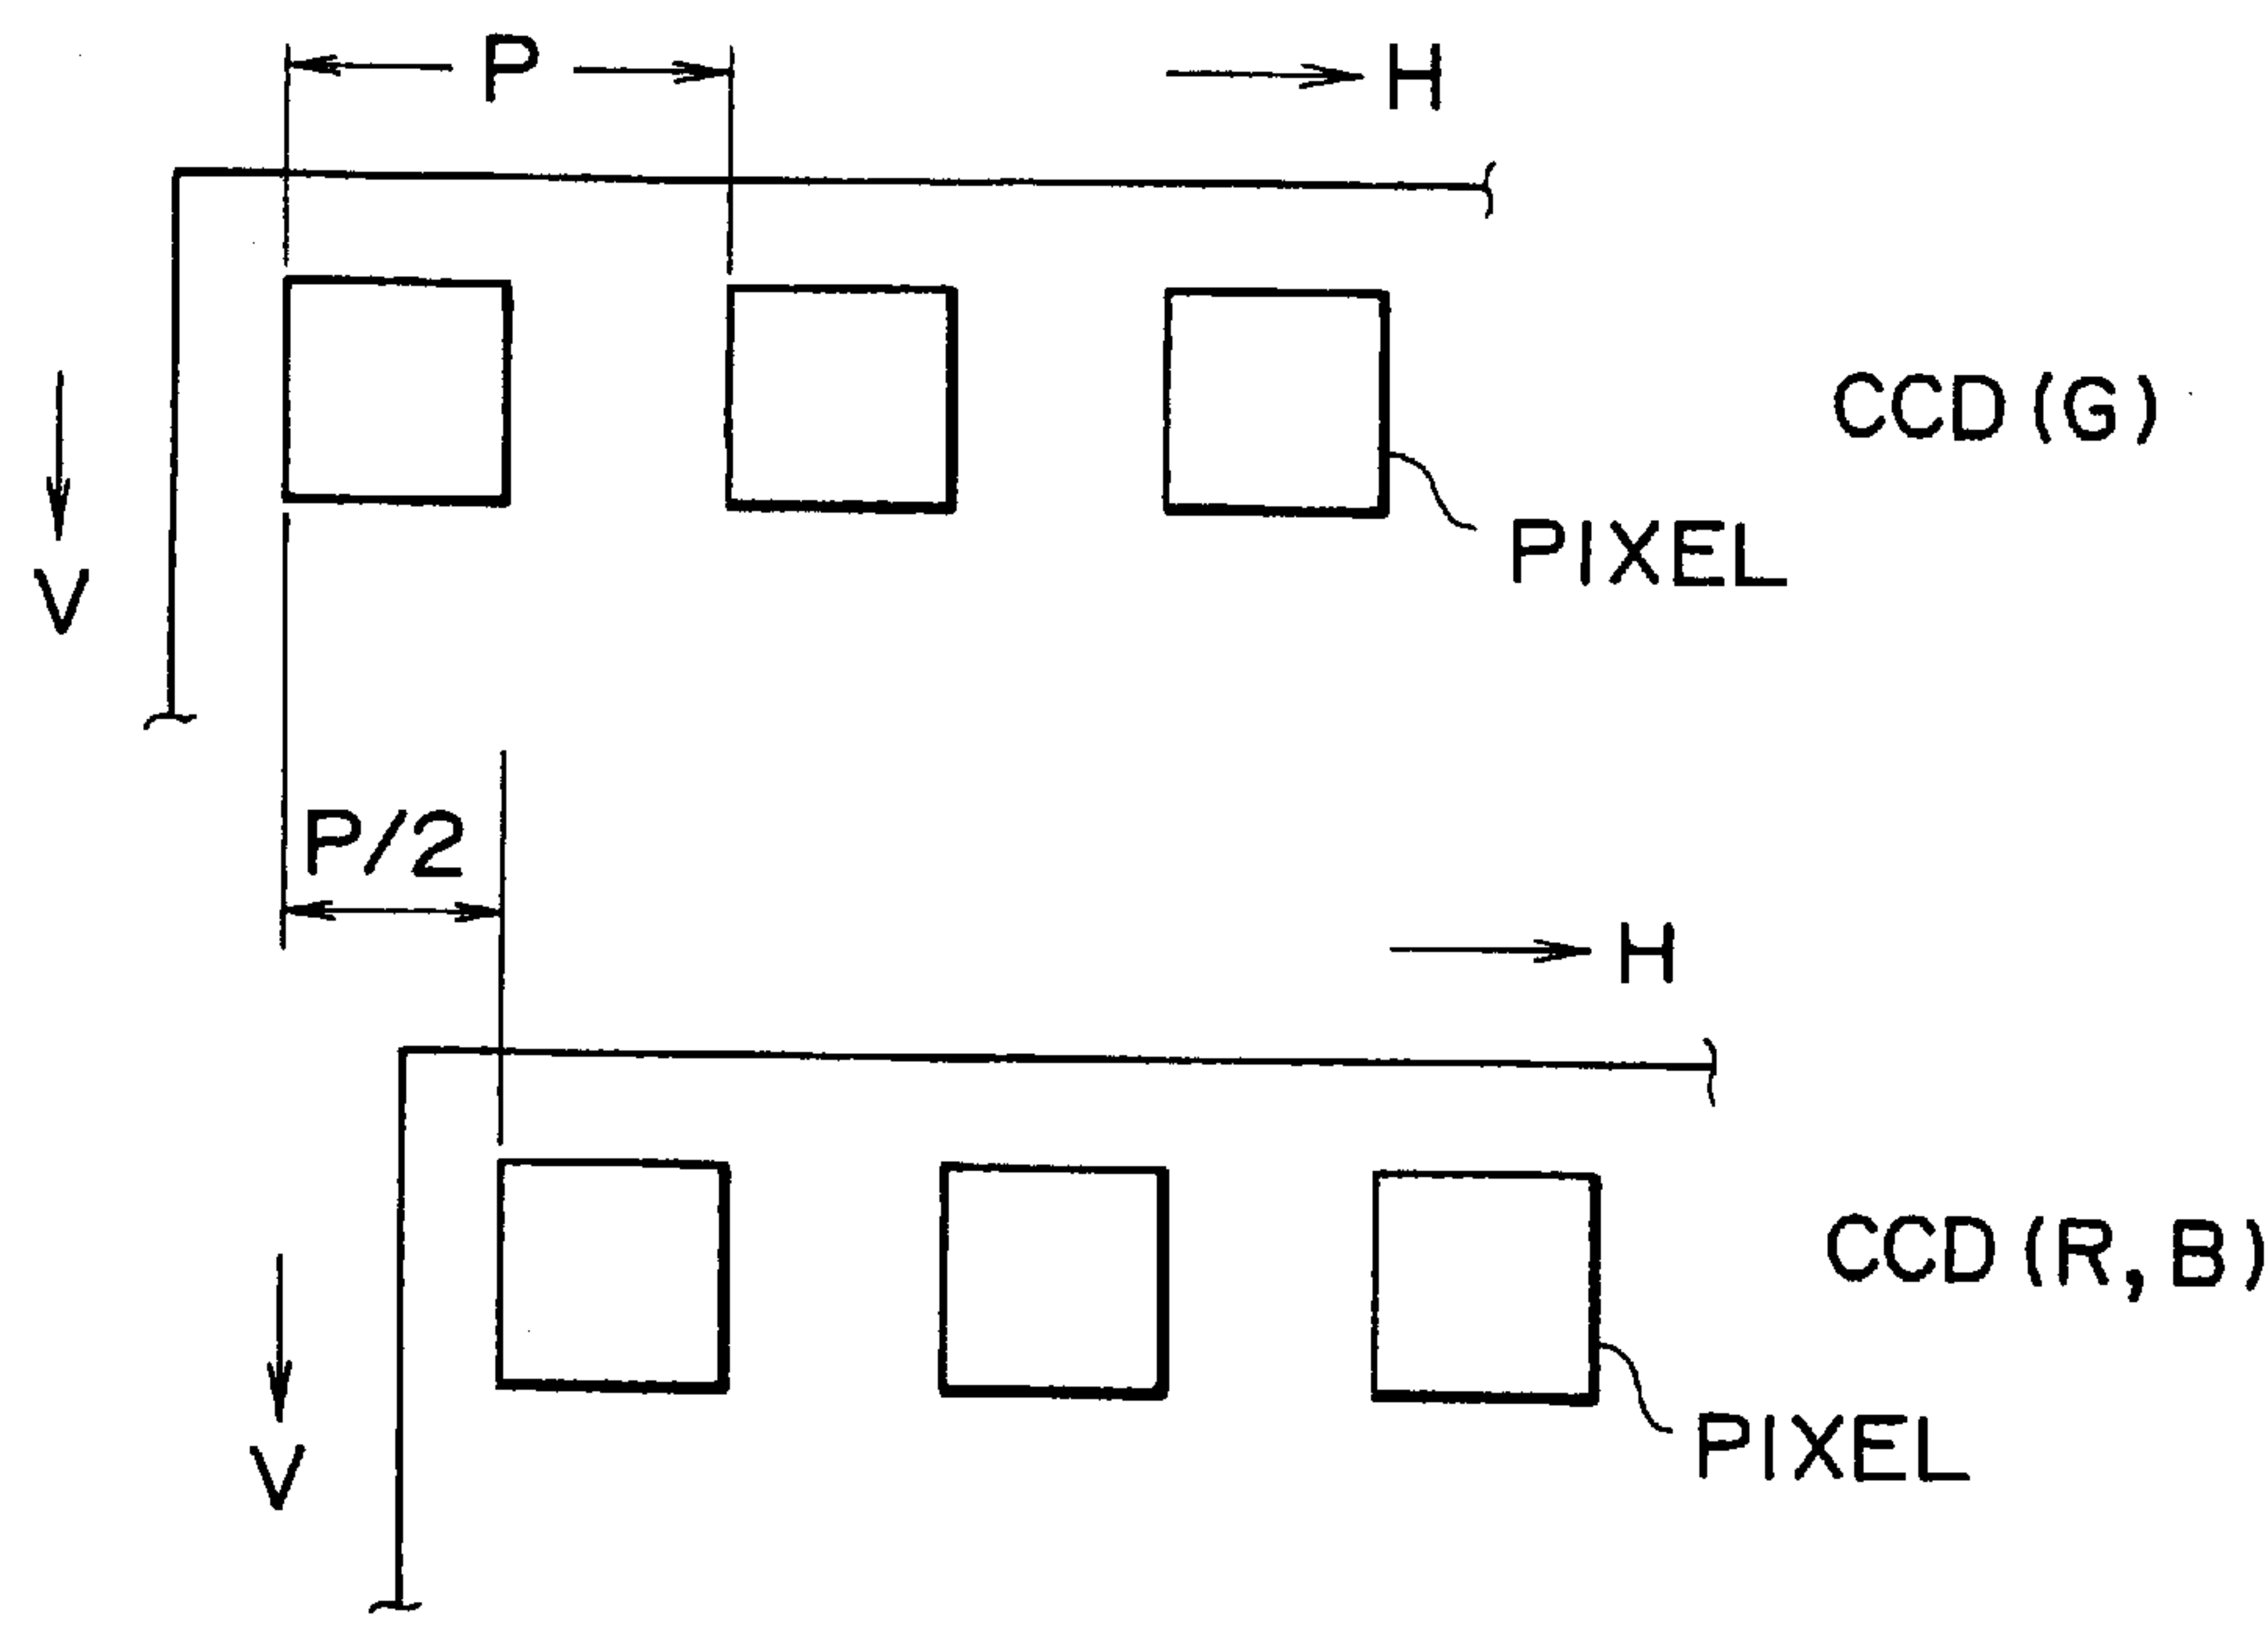 P
H
CCD (G)
PIXEL
V
P/2
H
CCD (R, B)
PIXEL
V